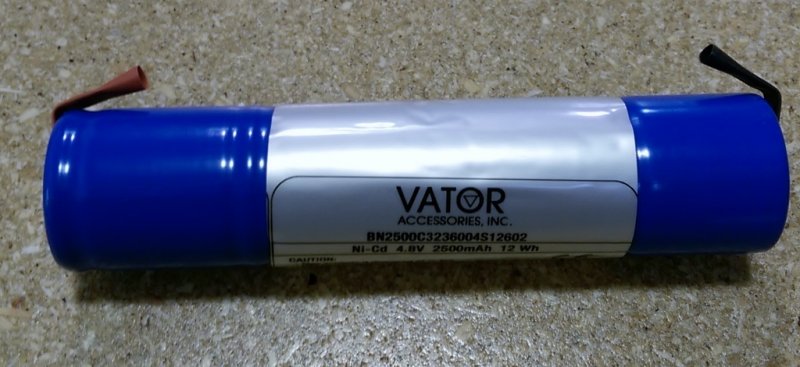 VATOR
ACCESSORIES, INC.
BN2500C3236004S12602
Ni-Cd 4.8V 2500mAh 12 Wh
CAUTION: